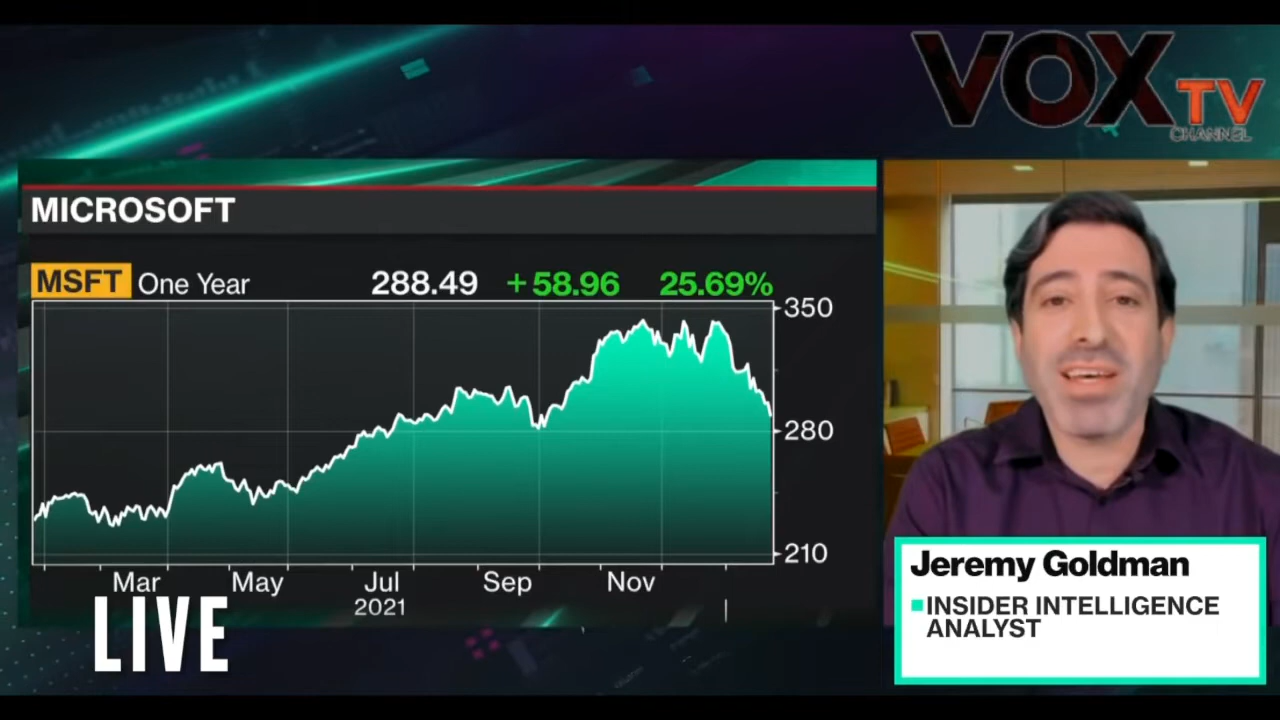 VOX
TV
CHANNEL
MICROSOFT
MSFT One Year 288.49 +58.96 25.69%
350
280
210
Mar May Jul Sep Nov
2021
LIVE
Jeremy Goldman
INSIDER INTELLIGENCE
ANALYST